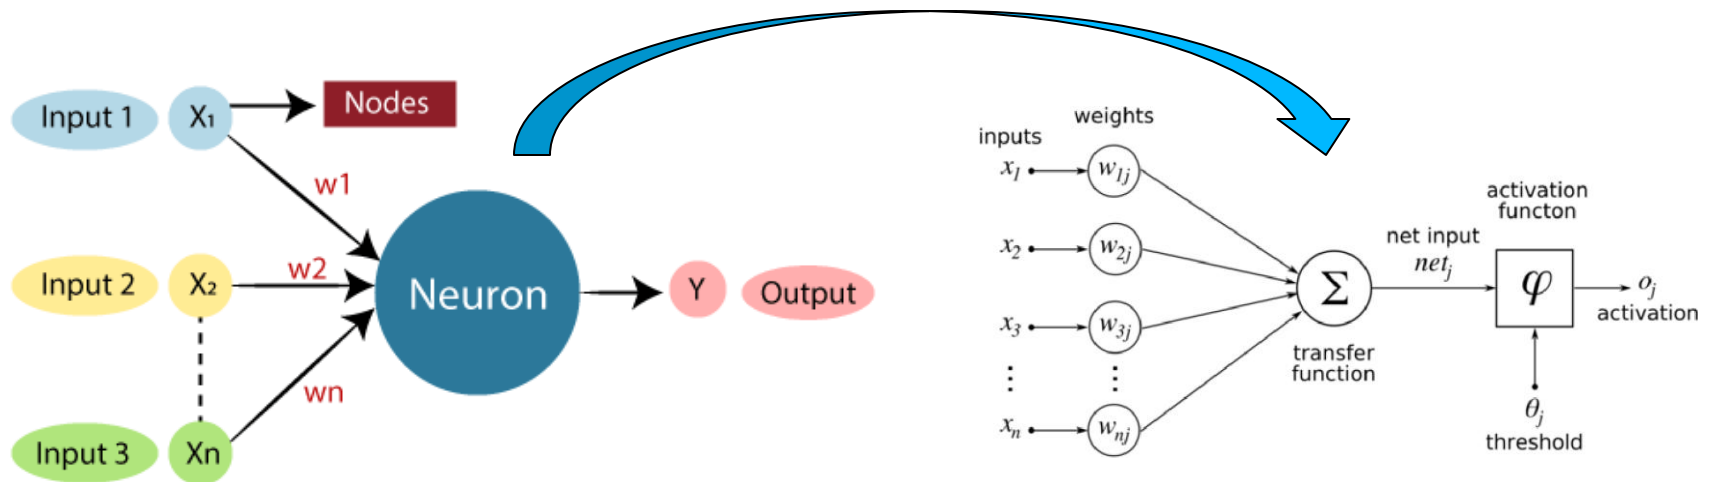 Input 1
X₁
Nodes
w1
Input 2
X₂
w2
Neuron
Y
Output
wn
Input 3
Xn
inputs
weights
x₁
w₁ⱼ
x₂
w₂ⱼ
x₃
w₃ⱼ
⋮
⋮
xₙ
wₙⱼ
Σ
transfer
function
net input
netⱼ
activation
functon
φ
oⱼ
activation
θⱼ
threshold